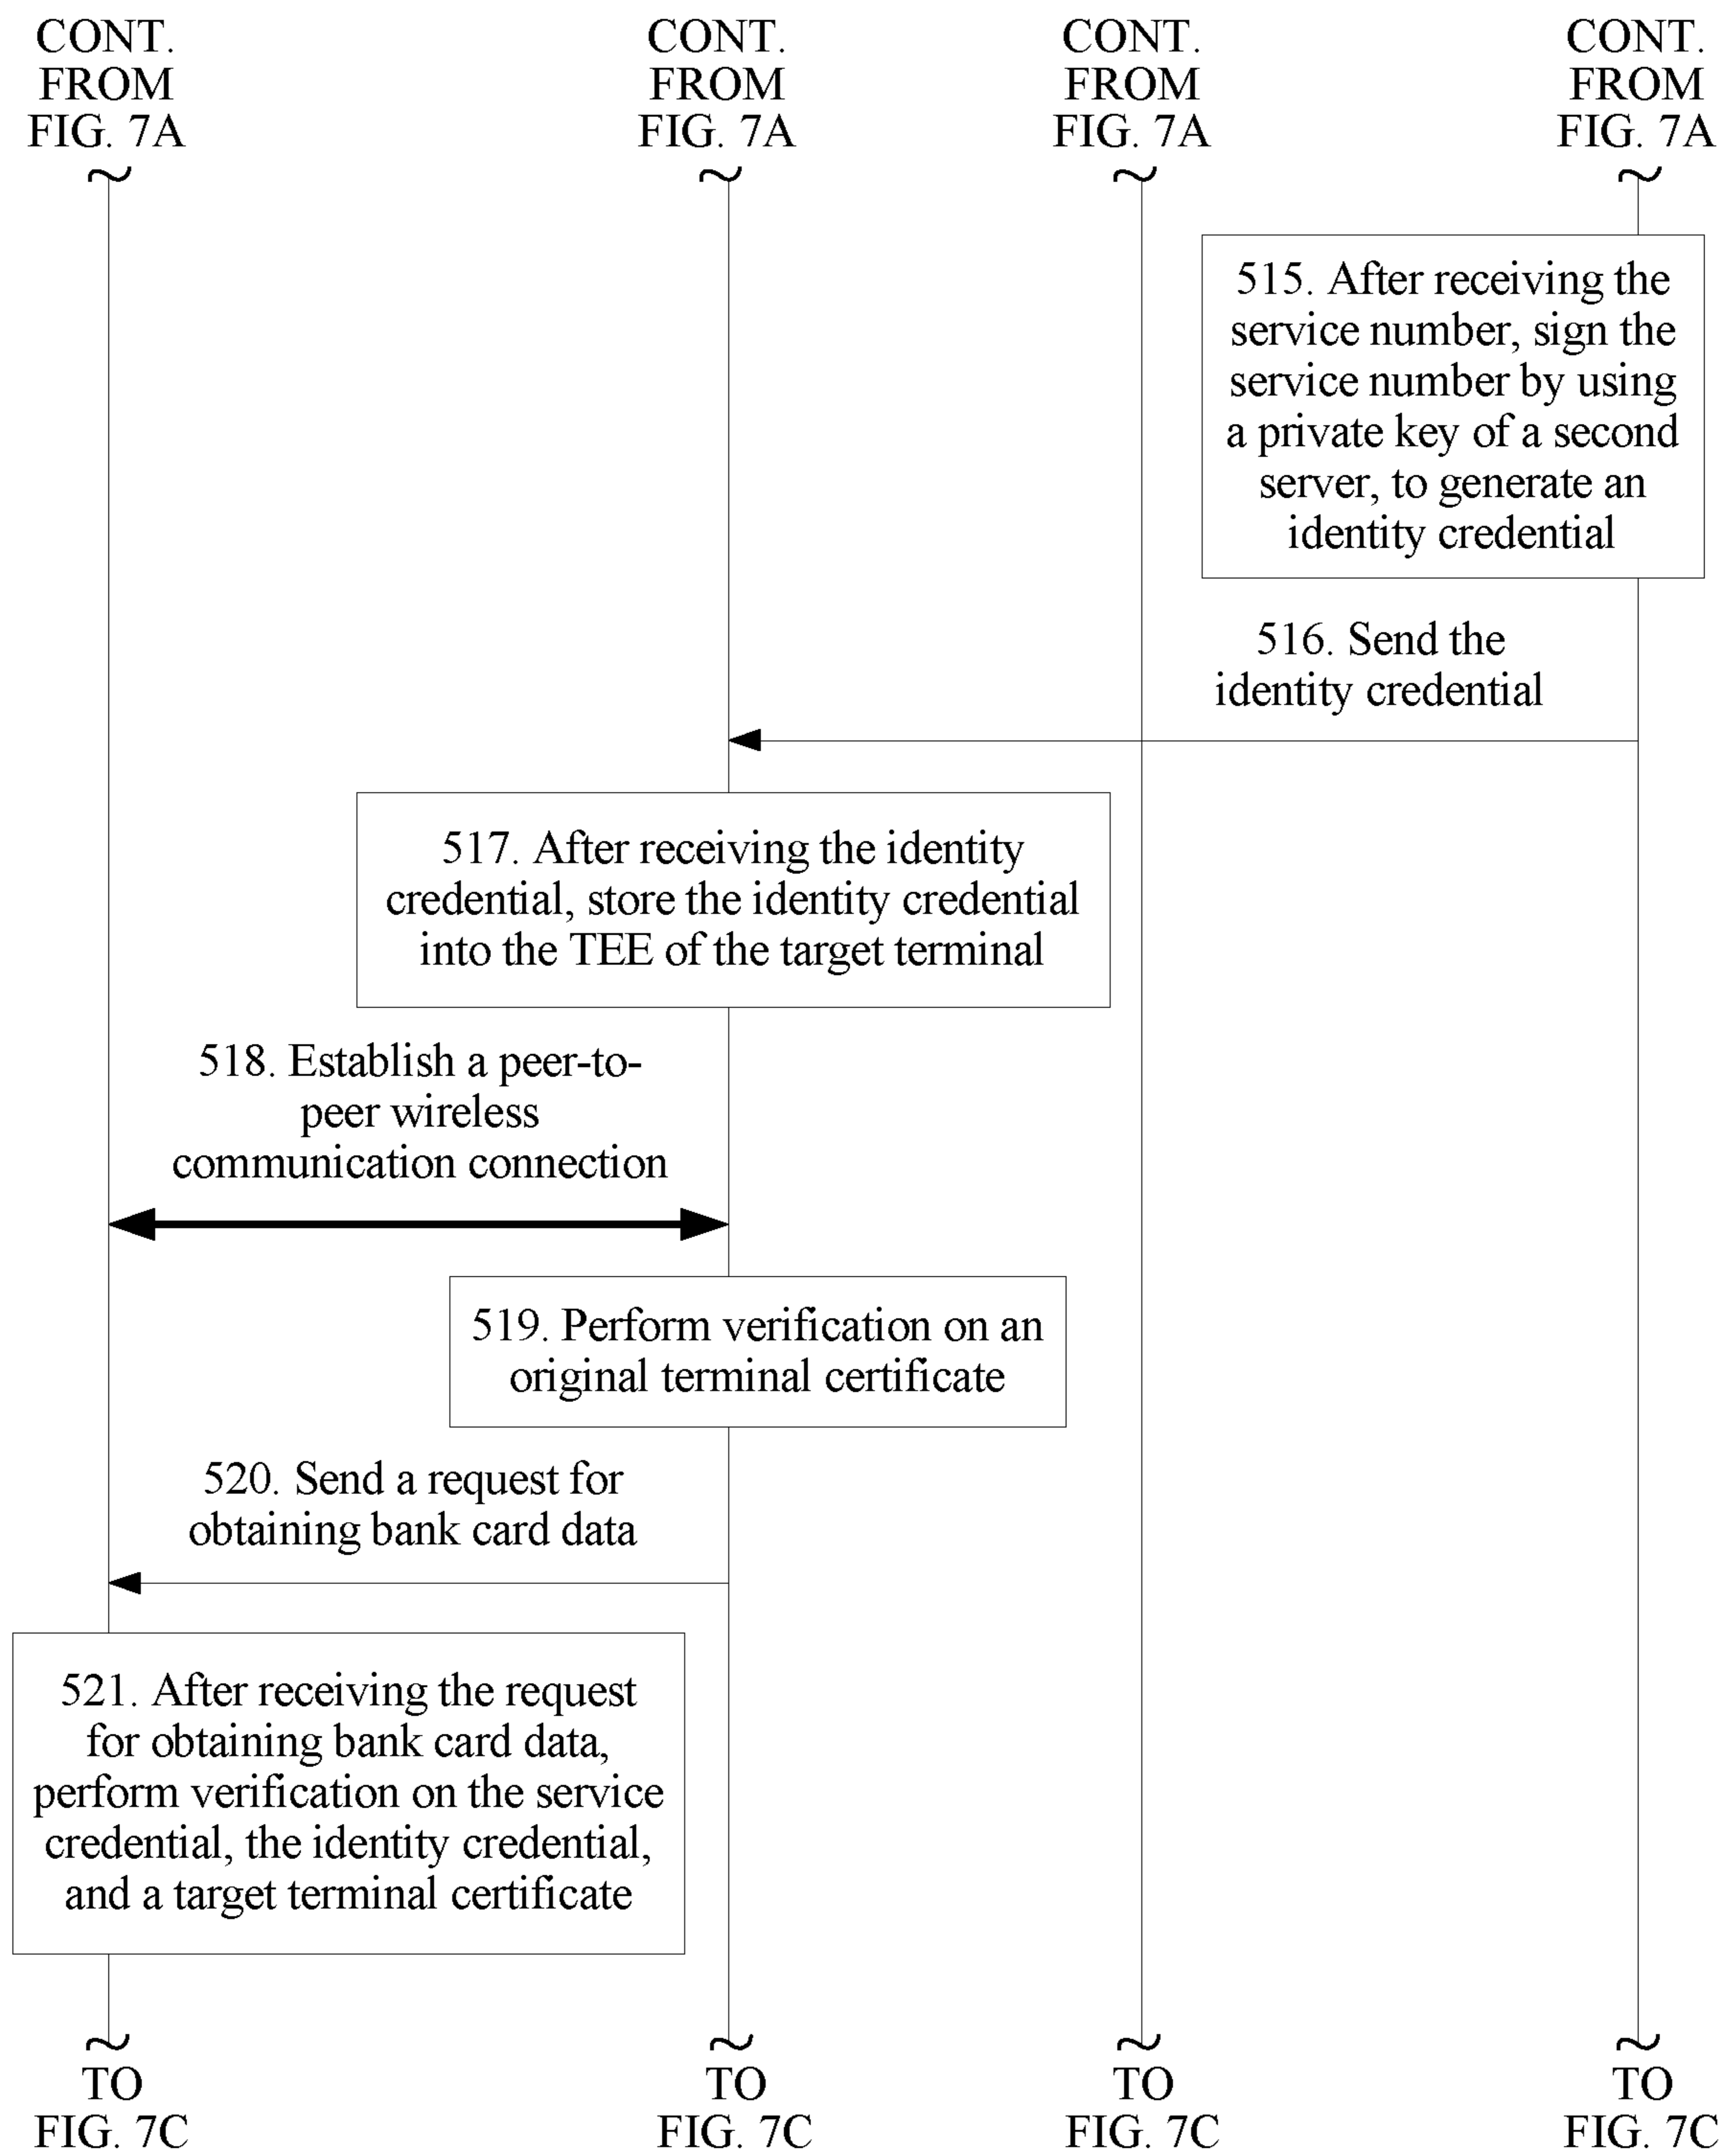 CONT.
FROM
FIG. 7A
CONT.
FROM
FIG. 7A
CONT.
FROM
FIG. 7A
CONT.
FROM
FIG. 7A
515. After receiving the
service number, sign the
service number by using
a private key of a second
server, to generate an
identity credential
516. Send the
identity credential
517. After receiving the identity
credential, store the identity credential
into the TEE of the target terminal
518. Establish a peer-to-
peer wireless
communication connection
519. Perform verification on an
original terminal certificate
520. Send a request for
obtaining bank card data
521. After receiving the request
for obtaining bank card data,
perform verification on the service
credential, the identity credential,
and a target terminal certificate
TO
FIG. 7C
TO
FIG. 7C
TO
FIG. 7C
TO
FIG. 7C